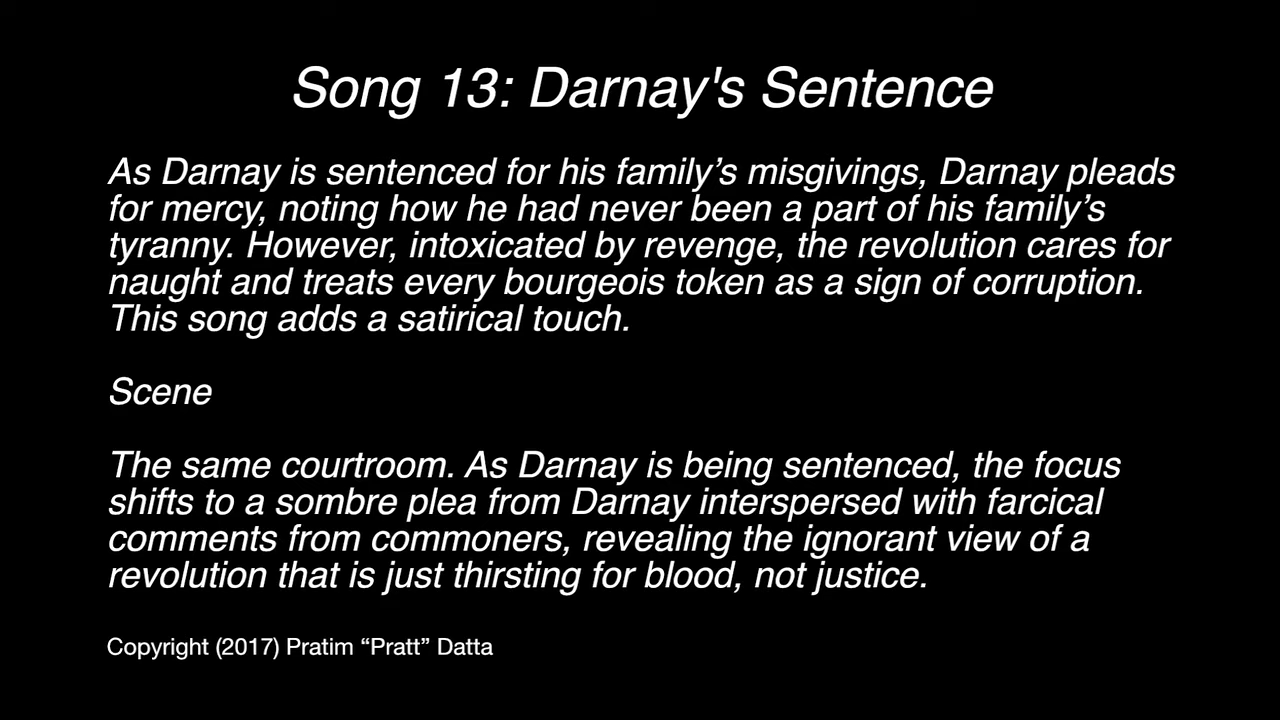 Song 13: Darnay's Sentence
As Darnay is sentenced for his family’s misgivings, Darnay pleads
for mercy, noting how he had never been a part of his family’s
tyranny. However, intoxicated by revenge, the revolution cares for
naught and treats every bourgeois token as a sign of corruption.
This song adds a satirical touch.
Scene
The same courtroom. As Darnay is being sentenced, the focus
shifts to a sombre plea from Darnay interspersed with farcical
comments from commoners, revealing the ignorant view of a
revolution that is just thirsting for blood, not justice.
Copyright (2017) Pratim “Pratt” Datta